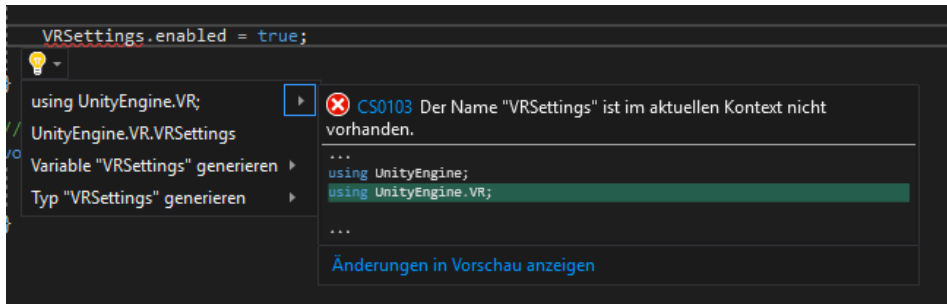 VRSettings.enabled = true;
using UnityEngine.VR;
UnityEngine.VR.VRSettings
Variable "VRSettings" generieren
Typ "VRSettings" generieren
CS0103 Der Name "VRSettings" ist im aktuellen Kontext nicht
vorhanden.
...
using UnityEngine;
using UnityEngine.VR;
...
Änderungen in Vorschau anzeigen
}
//
vo
}